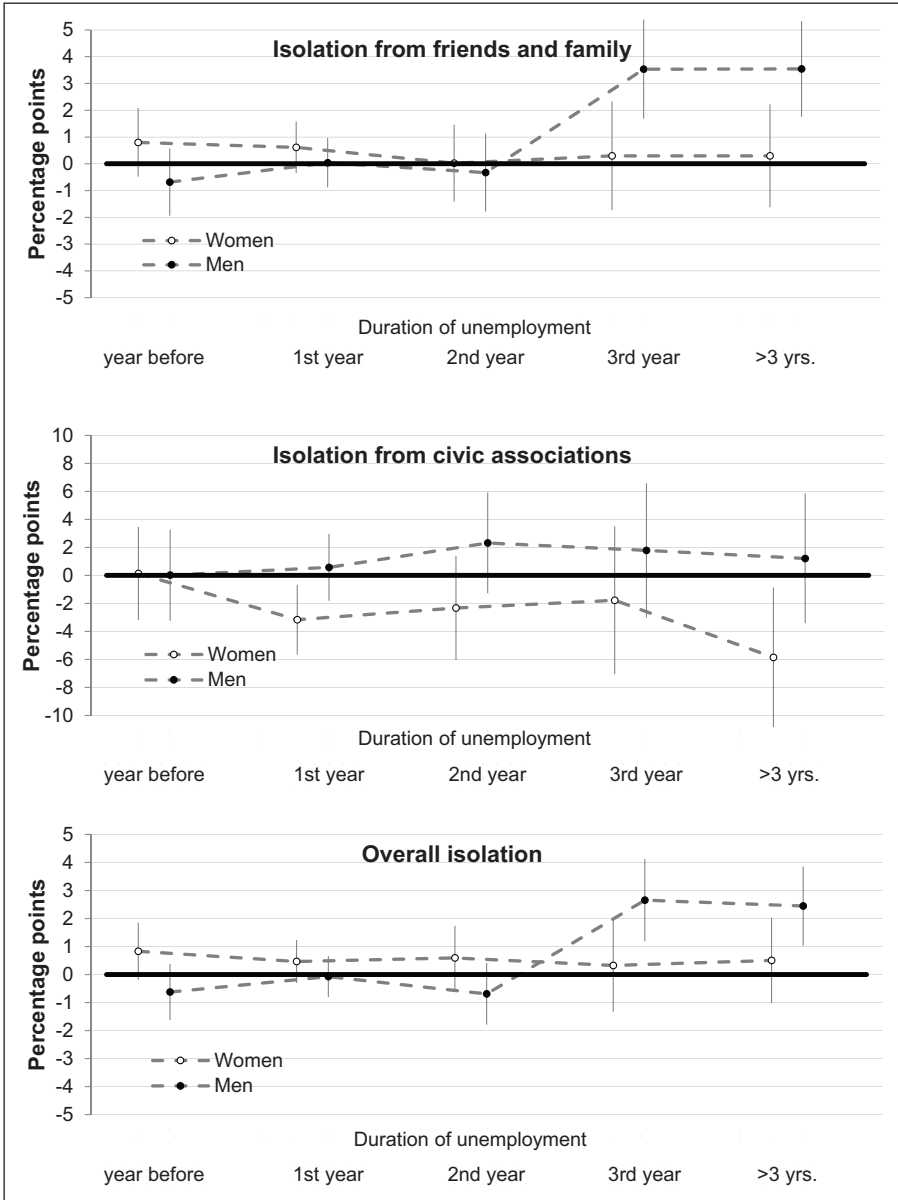 Isolation from friends and family
Percentage points
5
4
3
2
1
0
-1
-2
-3
-4
-5
Women
Men
Duration of unemployment
year before 1st year 2nd year 3rd year >3 yrs.
Isolation from civic associations
Percentage points
10
8
6
4
2
0
-2
-4
-6
-8
-10
Women
Men
Duration of unemployment
year before 1st year 2nd year 3rd year >3 yrs.
Overall isolation
Percentage points
5
4
3
2
1
0
-1
-2
-3
-4
-5
Women
Men
Duration of unemployment
year before 1st year 2nd year 3rd year >3 yrs.